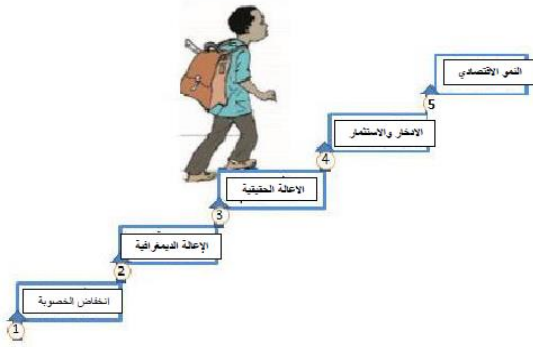 النمو الاقتصادي
5
الادخار والاستثمار
4
الاعالة الحقيقية
3
الإعالة الديمغرافية
2
انخفاض الخصوبة
1